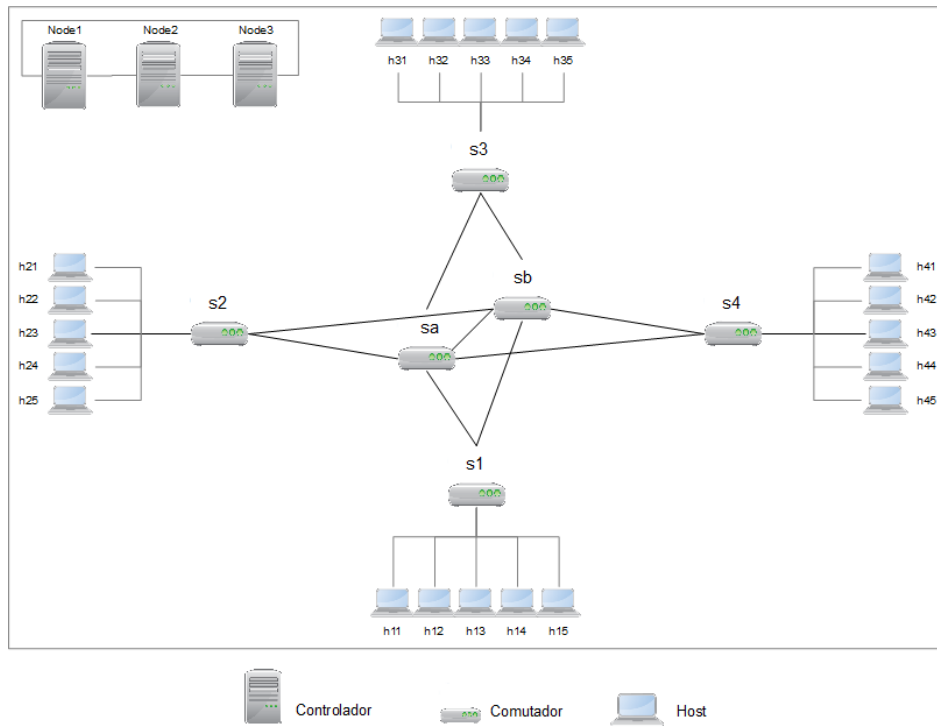 Node1 Node2 Node3
h31 h32 h33 h34 h35
s3
h21
h22
h23
h24
h25
s2
sb
sa
s4
h41
h42
h43
h44
h45
s1
h11 h12 h13 h14 h15
Controlador Comutador Host